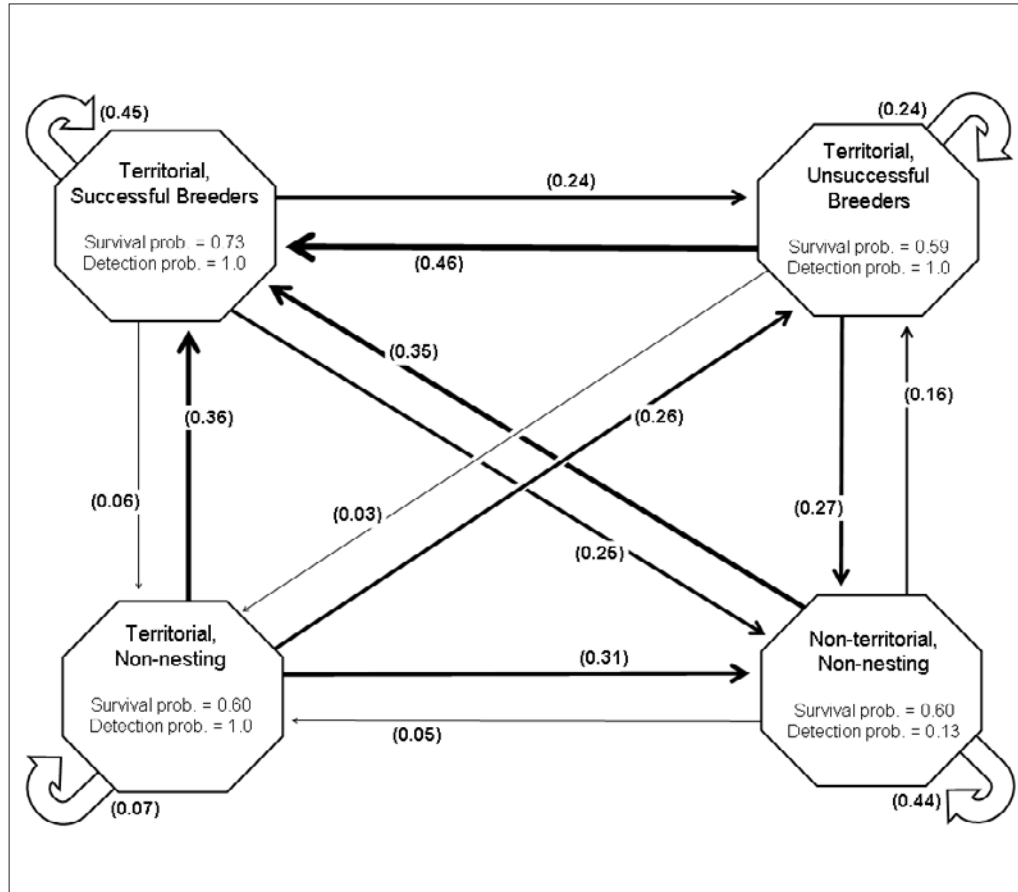 (0.45)
(0.24)
Territorial,
Successful Breeders
Survival prob. = 0.73
Detection prob. = 1.0
Territorial,
Unsuccessful
Breeders
Survival prob. = 0.59
Detection prob. = 1.0
(0.24)
(0.46)
(0.35)
(0.36)
(0.26)
(0.16)
(0.06)
(0.03)
(0.27)
(0.25)
Territorial,
Non-nesting
Survival prob. = 0.60
Detection prob. = 1.0
(0.31)
(0.05)
Non-territorial,
Non-nesting
Survival prob. = 0.60
Detection prob. = 0.13
(0.07)
(0.44)